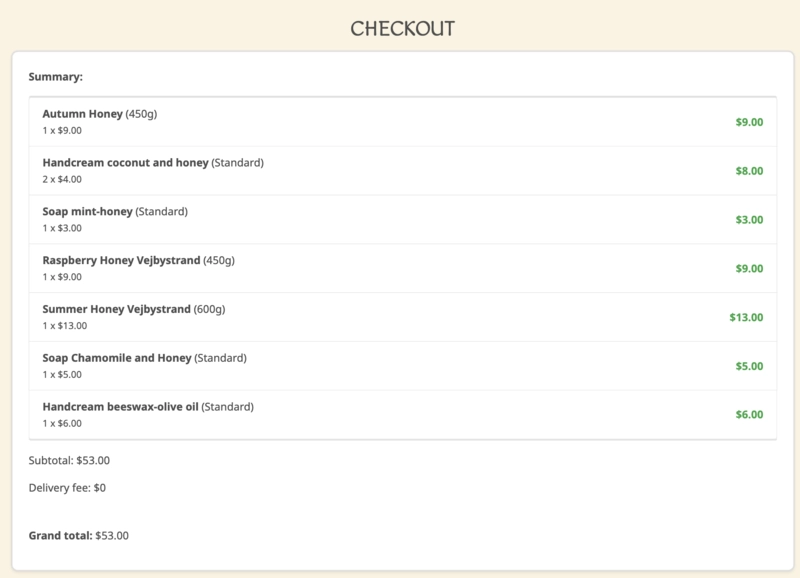 CHECKOUT
Summary:
Autumn Honey (450g)
1 x $9.00
$9.00
Handcream coconut and honey (Standard)
2 x $4.00
$8.00
Soap mint-honey (Standard)
1 x $3.00
$3.00
Raspberry Honey Vejbystrand (450g)
1 x $9.00
$9.00
Summer Honey Vejbystrand (600g)
1 x $13.00
$13.00
Soap Chamomile and Honey (Standard)
1 x $5.00
$5.00
Handcream beeswax-olive oil (Standard)
1 x $6.00
$6.00
Subtotal: $53.00
Delivery fee: $0
Grand total: $53.00